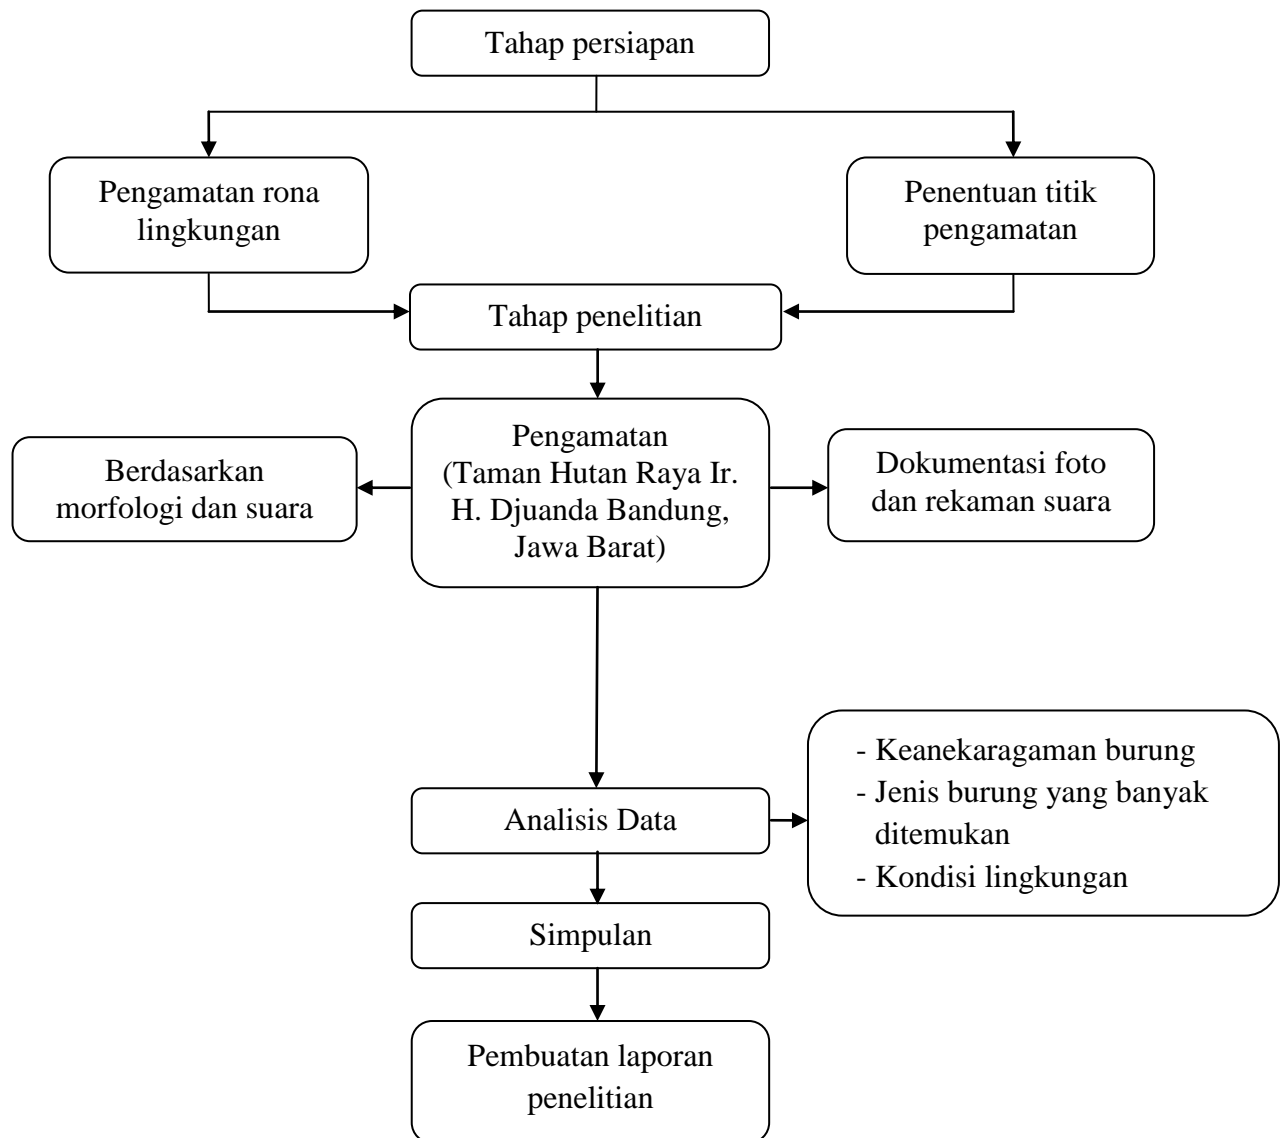 Tahap persiapan
Pengamatan rona
lingkungan
Penentuan titik
pengamatan
Tahap penelitian
Berdasarkan
morfologi dan suara
Pengamatan
(Taman Hutan Raya Ir.
H. Djuanda Bandung,
Jawa Barat)
Dokumentasi foto
dan rekaman suara
Analisis Data
- Keanekaragaman burung
- Jenis burung yang banyak
ditemukan
- Kondisi lingkungan
Simpulan
Pembuatan laporan
penelitian